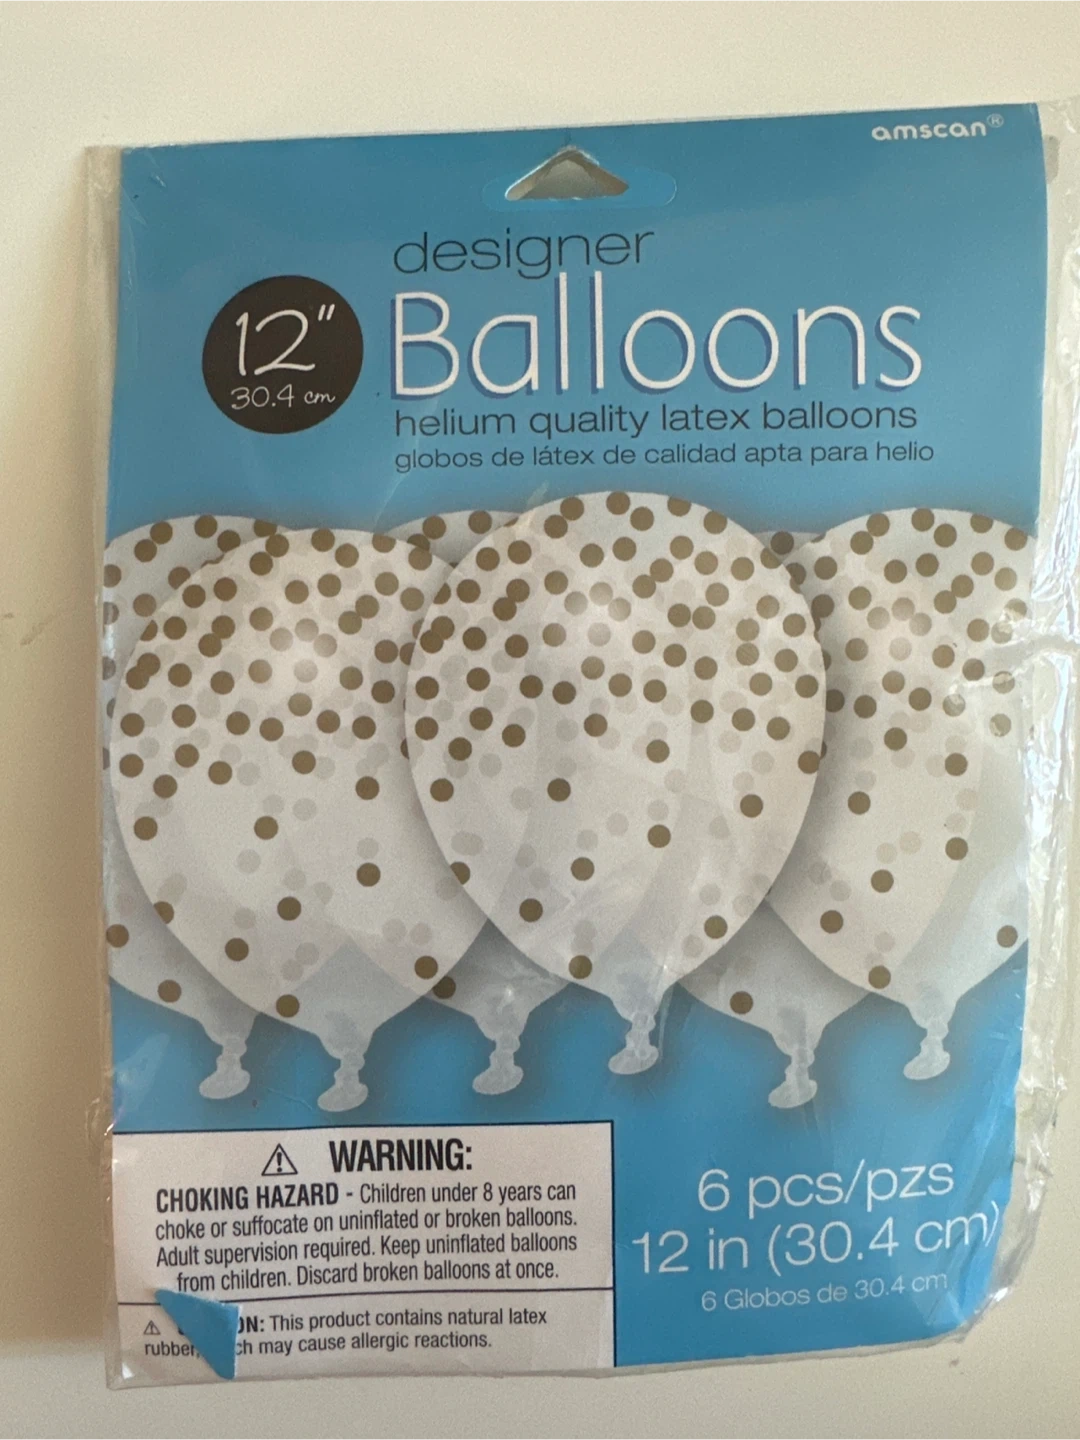 amscan®
designer
Balloons
12"
30.4 cm
helium quality latex balloons
globos de látex de calidad apta para helio
WARNING:
CHOKING HAZARD - Children under 8 years can
choke or suffocate on uninflated or broken balloons.
Adult supervision required. Keep uninflated balloons
from children. Discard broken balloons at once.
This product contains natural latex
rubber, may cause allergic reactions.
6 pcs/pzs
12 in (30.4 cm)
6 Globos de 30.4 cm